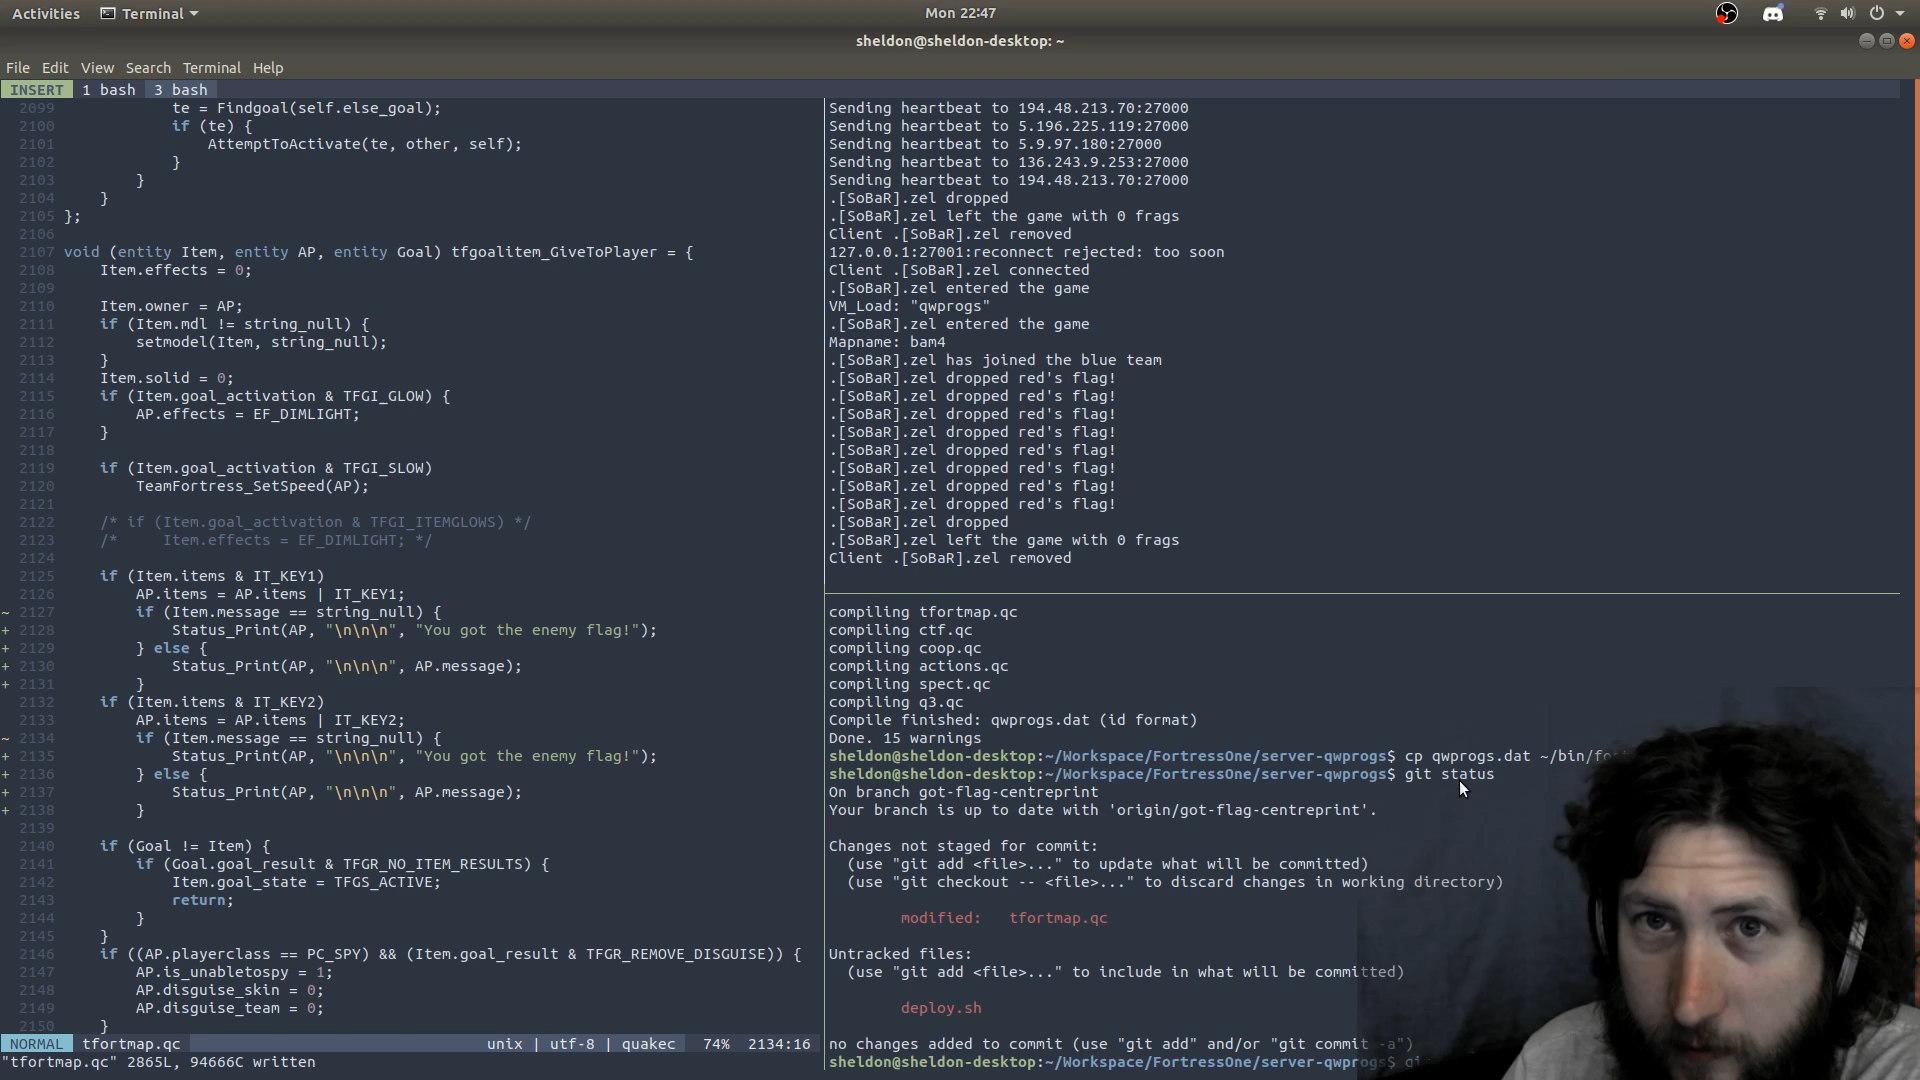 Activities Terminal Mon 22:47
sheldon@sheldon-desktop: ~
File Edit View Search Terminal Help
INSERT 1 bash 3 bash
2099 te = Findgoal(self.else_goal);
2100 if (te) {
2101 AttemptToActivate(te, other, self);
2102 }
2103 }
2104 }
2105 };
2106
2107 void (entity Item, entity AP, entity Goal) tfgoalitem_GiveToPlayer = {
2108 Item.effects = 0;
2109
2110 Item.owner = AP;
2111 if (Item.mdl != string_null) {
2112 setmodel(Item, string_null);
2113 }
2114 Item.solid = 0;
2115 if (Item.goal_activation & TFGI_GLOW) {
2116 AP.effects = EF_DIMLIGHT;
2117 }
2118
2119 if (Item.goal_activation & TFGI_SLOW)
2120 TeamFortress_SetSpeed(AP);
2121
2122 /* if (Item.goal_activation & TFGI_ITEMGLOWS) */
2123 /* Item.effects = EF_DIMLIGHT; */
2124
2125 if (Item.items & IT_KEY1)
2126 AP.items = AP.items | IT_KEY1;
~ 2127 if (Item.message == string_null) {
+ 2128 Status_Print(AP, "\n\n\n", "You got the enemy flag!");
+ 2129 } else {
+ 2130 Status_Print(AP, "\n\n\n", AP.message);
+ 2131 }
2132 if (Item.items & IT_KEY2)
2133 AP.items = AP.items | IT_KEY2;
~ 2134 if (Item.message == string_null) {
+ 2135 Status_Print(AP, "\n\n\n", "You got the enemy flag!");
+ 2136 } else {
+ 2137 Status_Print(AP, "\n\n\n", AP.message);
+ 2138 }
2139
2140 if (Goal != Item) {
2141 if (Goal.goal_result & TFGR_NO_ITEM_RESULTS) {
2142 Item.goal_state = TFGS_ACTIVE;
2143 return;
2144 }
2145 }
2146 if ((AP.playerclass == PC_SPY) && (Item.goal_result & TFGR_REMOVE_DISGUISE)) {
2147 AP.is_unabletospy = 1;
2148 AP.disguise_skin = 0;
2149 AP.disguise_team = 0;
2150 }
NORMAL tfortmap.qc unix | utf-8 | quakec 74% 2134:16
"tfortmap.qc" 2865L, 94666C written
Sending heartbeat to 194.48.213.70:27000
Sending heartbeat to 5.196.225.119:27000
Sending heartbeat to 5.9.97.180:27000
Sending heartbeat to 136.243.9.253:27000
Sending heartbeat to 194.48.213.70:27000
.[SoBaR].zel dropped
.[SoBaR].zel left the game with 0 frags
Client .[SoBaR].zel removed
127.0.0.1:27001:reconnect rejected: too soon
Client .[SoBaR].zel connected
.[SoBaR].zel entered the game
VM_Load: "qwprogs"
.[SoBaR].zel entered the game
Mapname: bam4
.[SoBaR].zel has joined the blue team
.[SoBaR].zel dropped red's flag!
.[SoBaR].zel dropped red's flag!
.[SoBaR].zel dropped red's flag!
.[SoBaR].zel dropped red's flag!
.[SoBaR].zel dropped red's flag!
.[SoBaR].zel dropped red's flag!
.[SoBaR].zel dropped red's flag!
.[SoBaR].zel dropped red's flag!
.[SoBaR].zel dropped
.[SoBaR].zel left the game with 0 frags
Client .[SoBaR].zel removed
compiling tfortmap.qc
compiling ctf.qc
compiling coop.qc
compiling actions.qc
compiling spect.qc
compiling q3.qc
Compile finished: qwprogs.dat (id format)
Done. 15 warnings
sheldon@sheldon-desktop:~/Workspace/FortressOne/server-qwprogs$ cp qwprogs.dat ~/bin/
sheldon@sheldon-desktop:~/Workspace/FortressOne/server-qwprogs$ git status
On branch got-flag-centreprint
Your branch is up to date with 'origin/got-flag-centreprint'.
Changes not staged for commit:
(use "git add <file>..." to update what will be committed)
(use "git checkout -- <file>..." to discard changes in working directory)
modified: tfortmap.qc
Untracked files:
(use "git add <file>..." to include in what will be committed)
deploy.sh
no changes added to commit (use "git add" and/or "git commit -a")
sheldon@sheldon-desktop:~/Workspace/FortressOne/server-qwprogs$